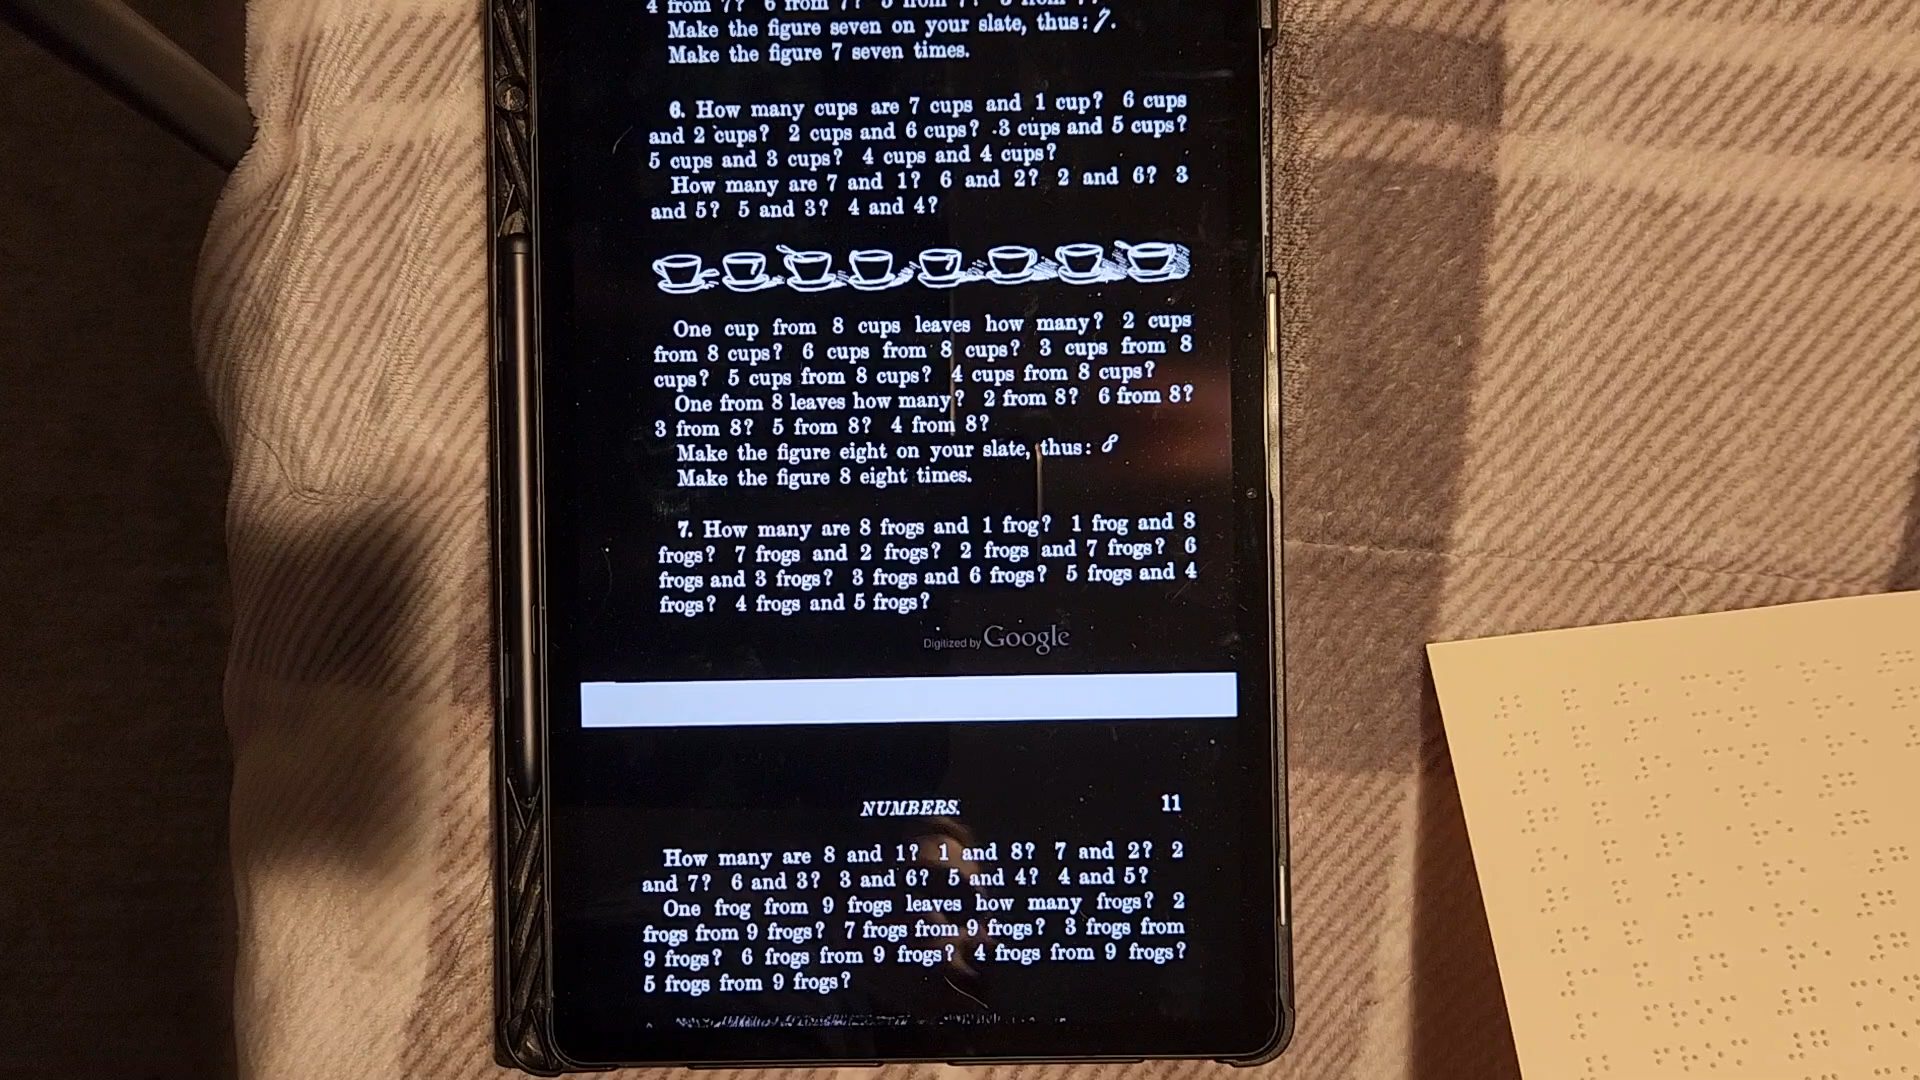 4 from 7? 6 from 7?
Make the figure seven on your slate, thus: 7.
Make the figure 7 seven times.
6. How many cups are 7 cups and 1 cup? 6 cups
and 2 cups? 2 cups and 6 cups? 3 cups and 5 cups?
5 cups and 3 cups? 4 cups and 4 cups?
How many are 7 and 1? 6 and 2? 2 and 6? 3
and 5? 5 and 3? 4 and 4?
One cup from 8 cups leaves how many? 2 cups
from 8 cups? 6 cups from 8 cups? 3 cups from 8
cups? 5 cups from 8 cups? 4 cups from 8 cups?
One from 8 leaves how many? 2 from 8? 6 from 8?
3 from 8? 5 from 8? 4 from 8?
Make the figure eight on your slate, thus: 8
Make the figure 8 eight times.
7. How many are 8 frogs and 1 frog? 1 frog and 8
frogs? 7 frogs and 2 frogs? 2 frogs and 7 frogs? 6
frogs and 3 frogs? 3 frogs and 6 frogs? 5 frogs and 4
frogs? 4 frogs and 5 frogs?
Digitized by Google
NUMBERS. 11
How many are 8 and 1? 1 and 8? 7 and 2? 2
and 7? 6 and 3? 3 and 6? 5 and 4? 4 and 5?
One frog from 9 frogs leaves how many frogs? 2
frogs from 9 frogs? 7 frogs from 9 frogs? 3 frogs from
9 frogs? 6 frogs from 9 frogs? 4 frogs from 9 frogs?
5 frogs from 9 frogs?